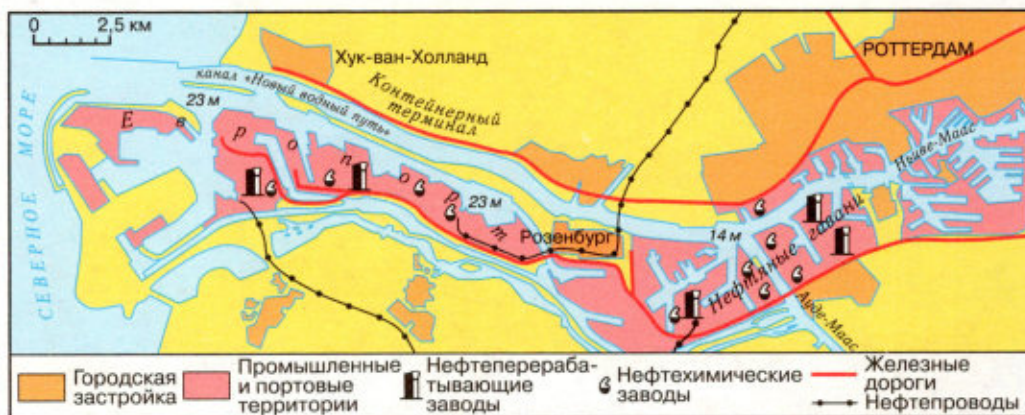 0 2,5 км
СЕВЕРНОЕ МОРЕ
Хук-ван-Холланд
РОТТЕРДАМ
канал «Новый водный путь»
Контейнерный
терминал
23 м
Европорт
23 м
Розенбург
14 м
Нефтяные гавани
Ньиве-Маас
Ауде-Маас
Городская
застройка
Промышленные
и портовые
территории
Нефтеперераба-
тывающие
заводы
Нефтехимические
заводы
Железные
дороги
Нефтепроводы